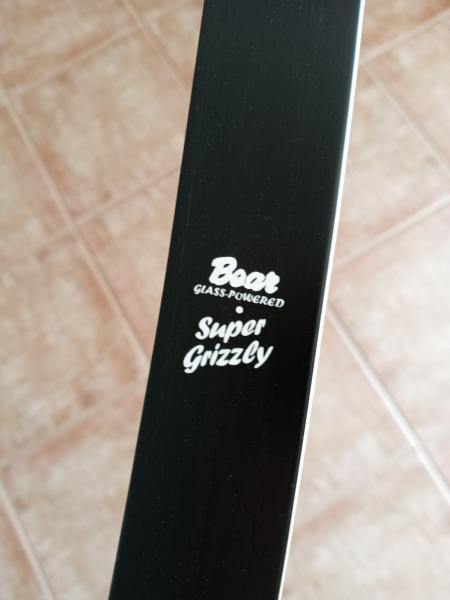 Bear
GLASS-POWERED
•
Super
Grizzly